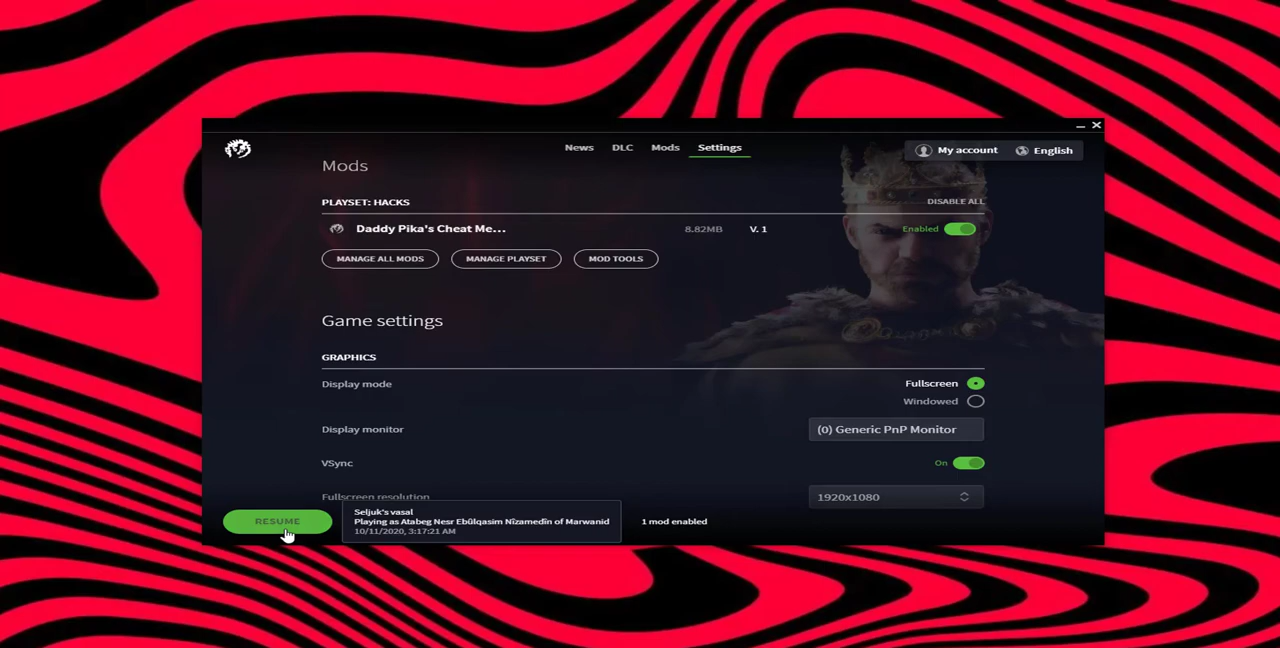 News DLC Mods Settings
My account English
Mods
PLAYSET: HACKS DISABLE ALL
Daddy Pika's Cheat Me... 8.82MB V. 1 Enabled
MANAGE ALL MODS MANAGE PLAYSET MOD TOOLS
Game settings
GRAPHICS
Display mode Fullscreen
Windowed
Display monitor (0) Generic PnP Monitor
VSync On
Fullscreen resolution 1920x1080
RESUME
Seljuk's vasal
Playing as Atabeg Nesr Ebûlqasim Nîzamedîn of Marwanid
10/11/2020, 3:17:21 AM
1 mod enabled